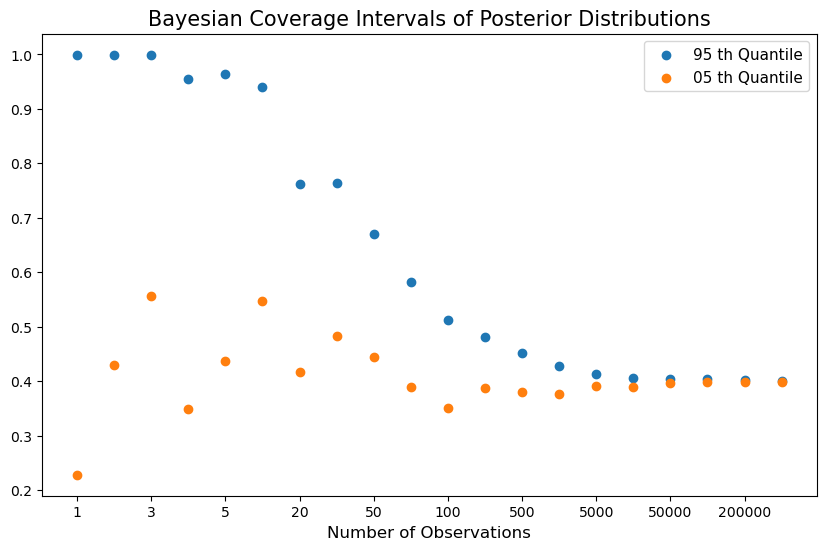 Bayesian Coverage Intervals of Posterior Distributions
95 th Quantile
05 th Quantile
1.0
0.9
0.8
0.7
0.6
0.5
0.4
0.3
0.2
1 3 5 20 50 100 500 5000 50000 200000
Number of Observations